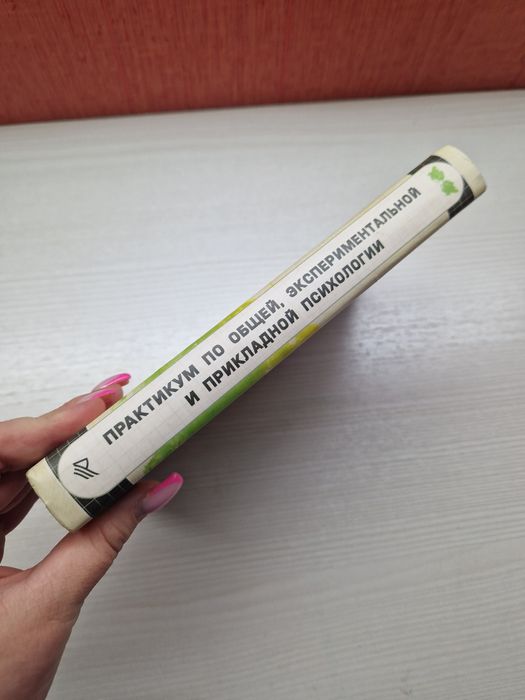 ПРАКТИКУМ ПО ОБЩЕЙ, ЭКСПЕРИМЕНТАЛЬНОЙ
И ПРИКЛАДНОЙ ПСИХОЛОГИИ